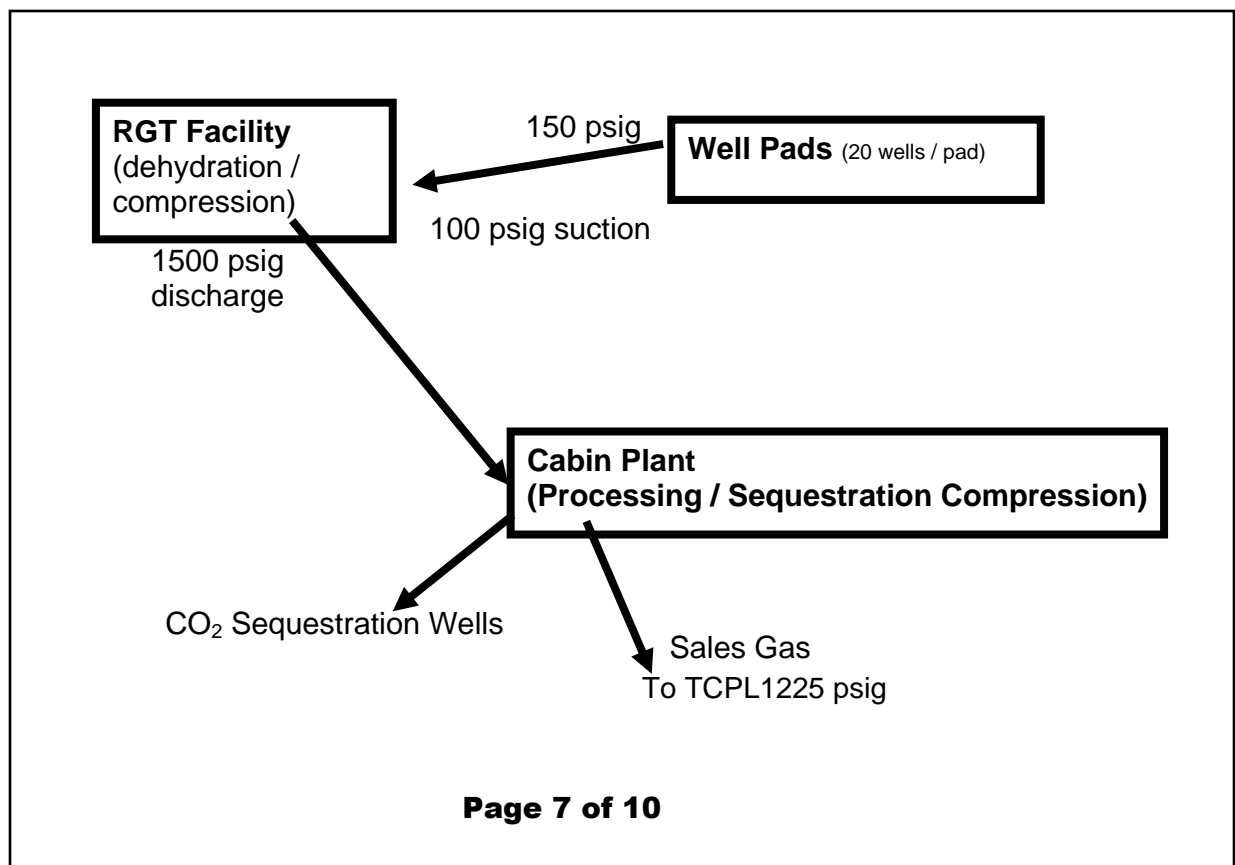 RGT Facility
(dehydration /
compression)
150 psig
Well Pads (20 wells / pad)
100 psig suction
1500 psig
discharge
Cabin Plant
(Processing / Sequestration Compression)
CO₂ Sequestration Wells
Sales Gas
To TCPL1225 psig
Page 7 of 10